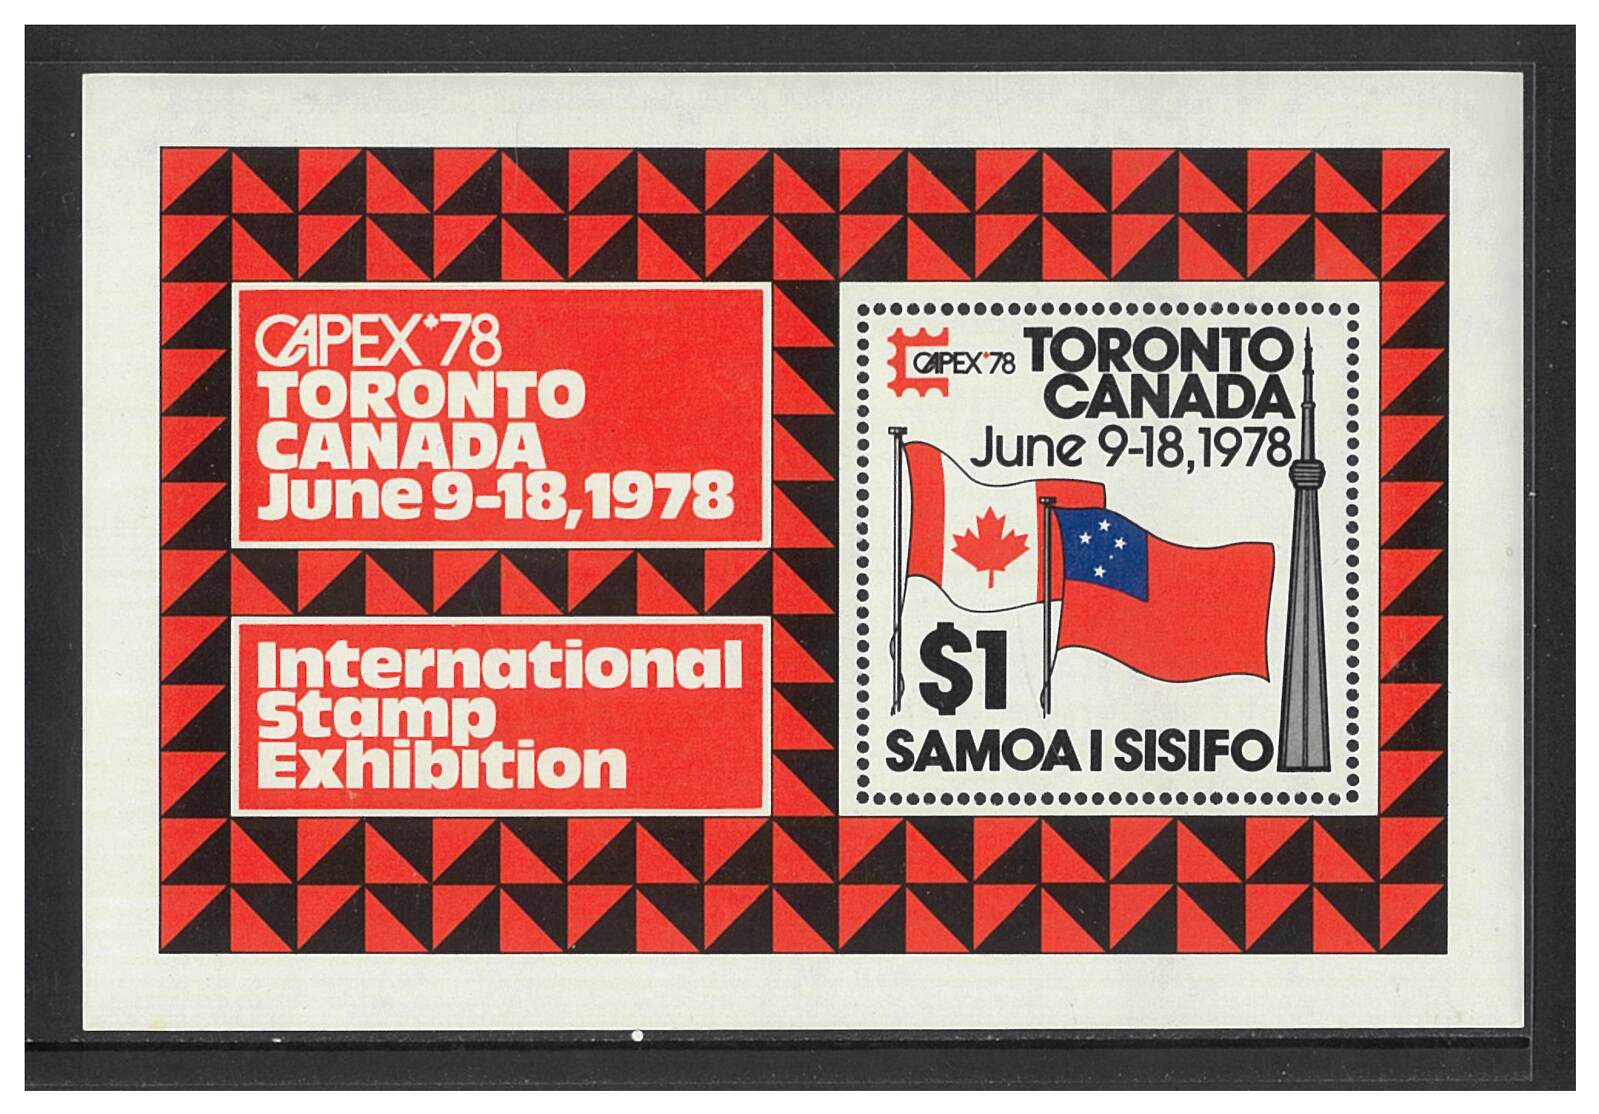 CAPEX '78
TORONTO
CANADA
June 9-18, 1978
International
Stamp
Exhibition
CAPEX '78
TORONTO
CANADA
June 9-18, 1978
$1
SAMOA I SISIFO